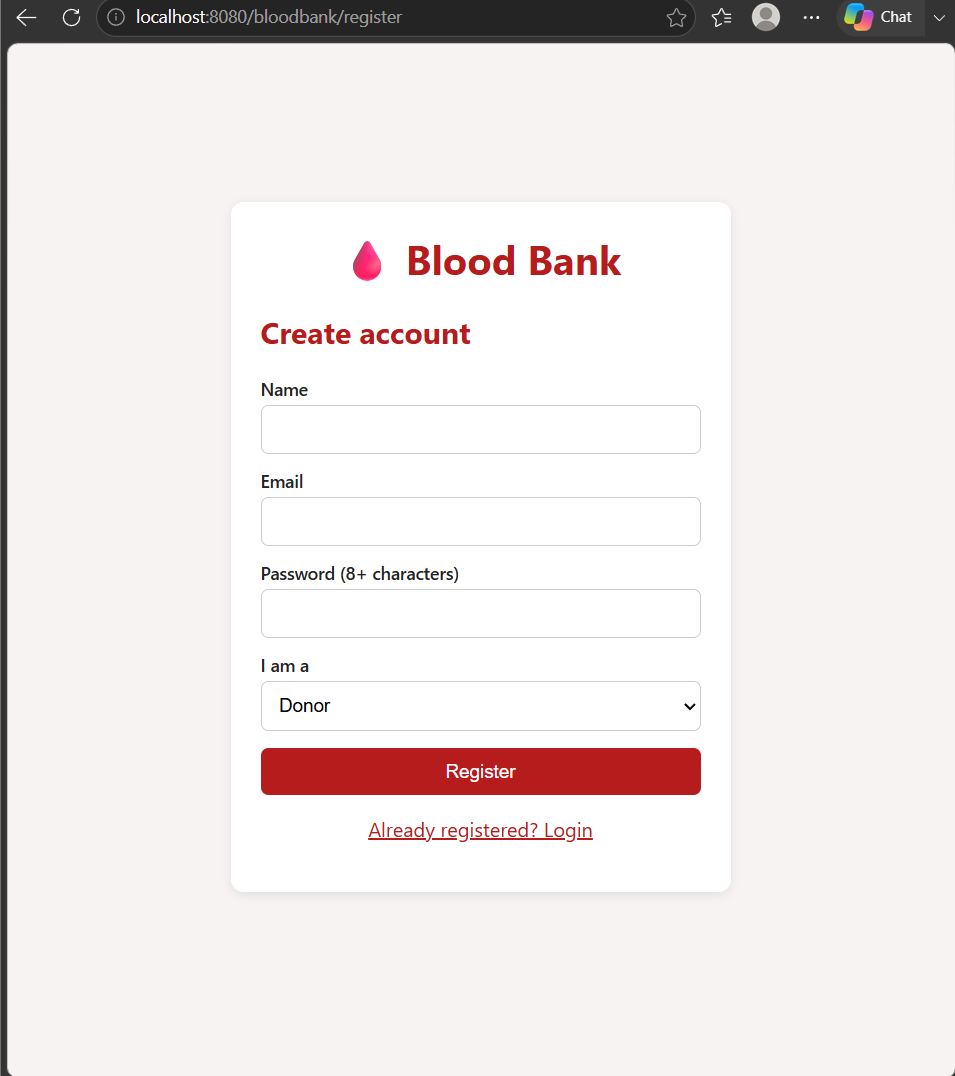 localhost:8080/bloodbank/register
Chat
Blood Bank
Create account
Name
Email
Password (8+ characters)
I am a
Donor
Register
Already registered? Login